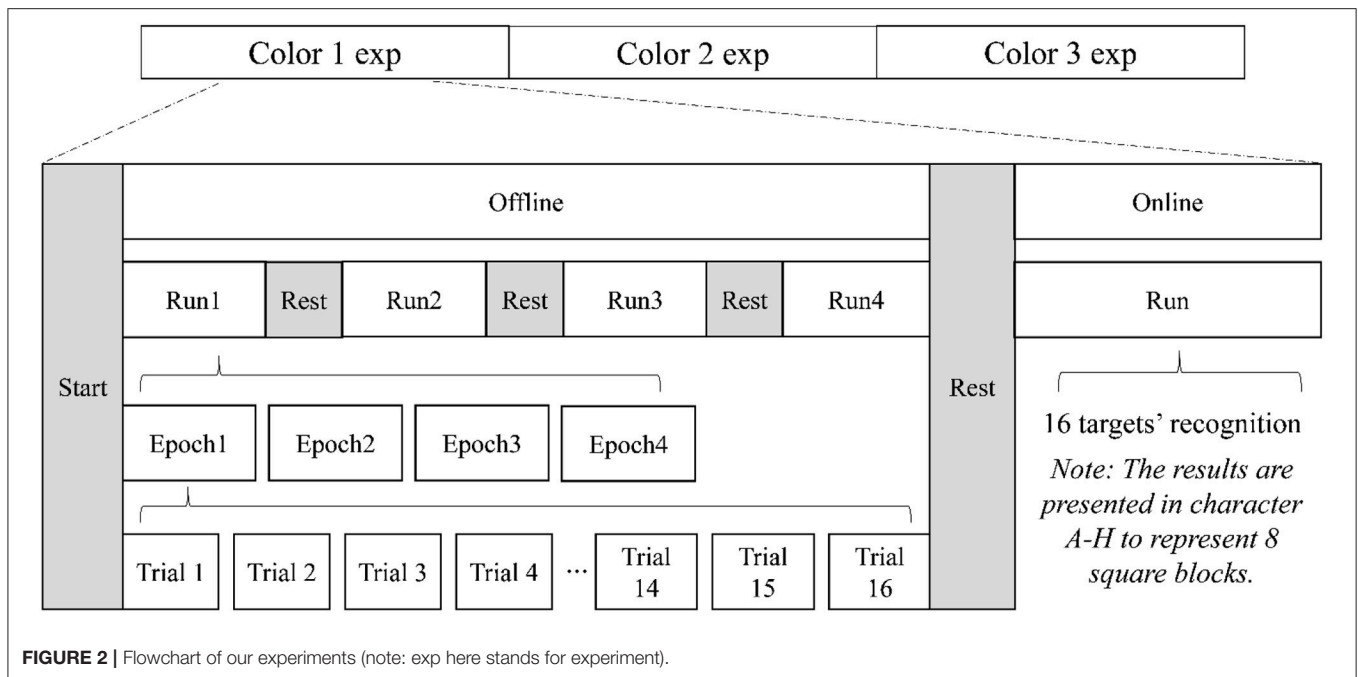 Color 1 exp
Color 2 exp
Color 3 exp
Start
Offline
Rest
Online
Run1
Rest
Run2
Rest
Run3
Rest
Run4
Run
Epoch1
Epoch2
Epoch3
Epoch4
Trial 1
Trial 2
Trial 3
Trial 4
...
Trial
14
Trial
15
Trial
16
16 targets’ recognition
Note: The results are
presented in character
A-H to represent 8
square blocks.
FIGURE 2 | Flowchart of our experiments (note: exp here stands for experiment).